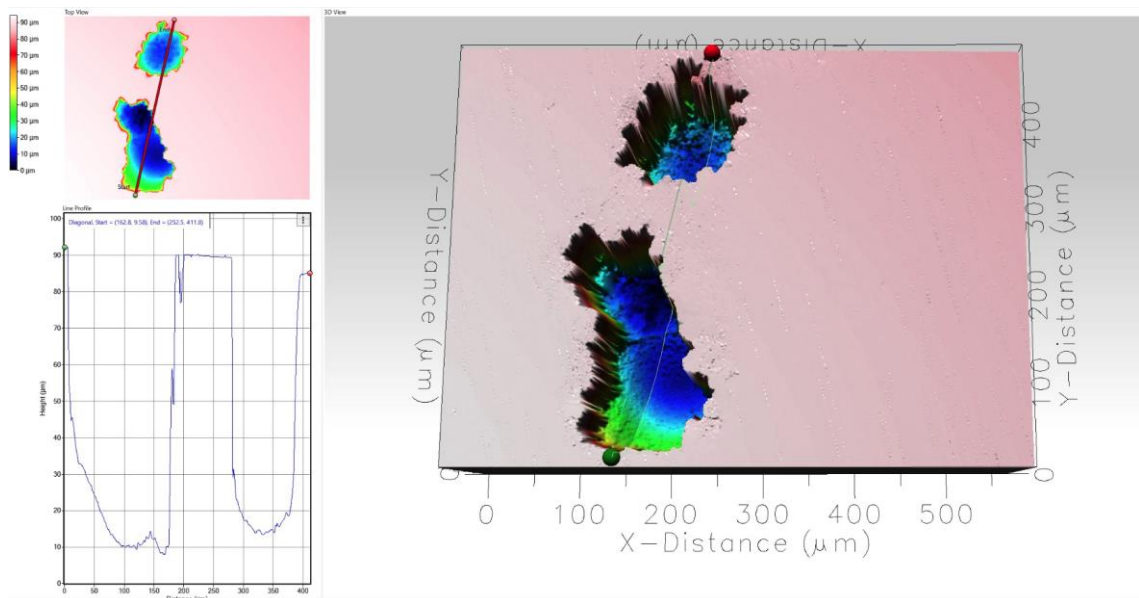 Top View
90 µm
80 µm
70 µm
60 µm
50 µm
40 µm
30 µm
20 µm
10 µm
0 µm
End
Start
Line Profile
Diagonal, Start = (162.8, 9.58), End = (252.5, 411.8)
100
90
80
70
60
50
40
30
20
10
0
Height (µm)
0
50
100
150
200
250
300
350
400
3D View
X-Distance (µm)
Y-Distance (µm)
0
400
300
200
100
0
Y-Distance (µm)
0
100
200
300
400
500
X-Distance (µm)